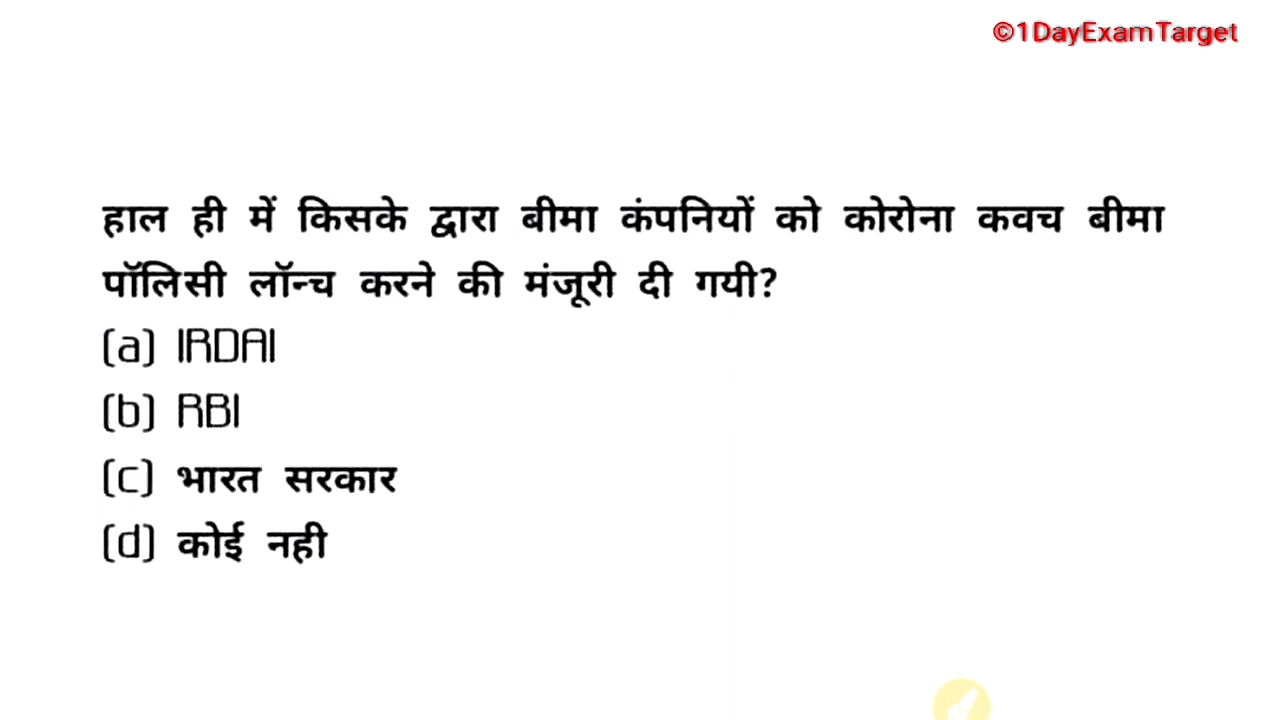 ©1DayExamTarget
हाल ही में किसके द्वारा बीमा कंपनियों को कोरोना कवच बीमा
पॉलिसी लॉन्च करने की मंजूरी दी गयी?
(a) IRDAI
(b) RBI
(c) भारत सरकार
(d) कोई नही